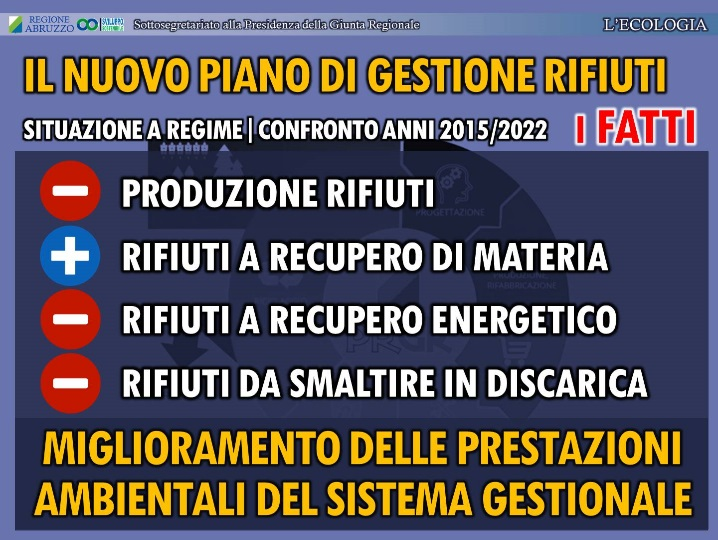 REGIONE
ABRUZZO
Sottosegretariato alla Presidenza della Giunta Regionale
L'ECOLOGIA
IL NUOVO PIANO DI GESTIONE RIFIUTI
SITUAZIONE A REGIME | CONFRONTO ANNI 2015/2022
I FATTI
PRODUZIONE RIFIUTI
PROGETTAZIONE
RIFIUTI A RECUPERO DI MATERIA
RIFABBRICAZIONE
RIFIUTI A RECUPERO ENERGETICO
RIFIUTI DA SMALTIRE IN DISCARICA
MIGLIORAMENTO DELLE PRESTAZIONI
AMBIENTALI DEL SISTEMA GESTIONALE